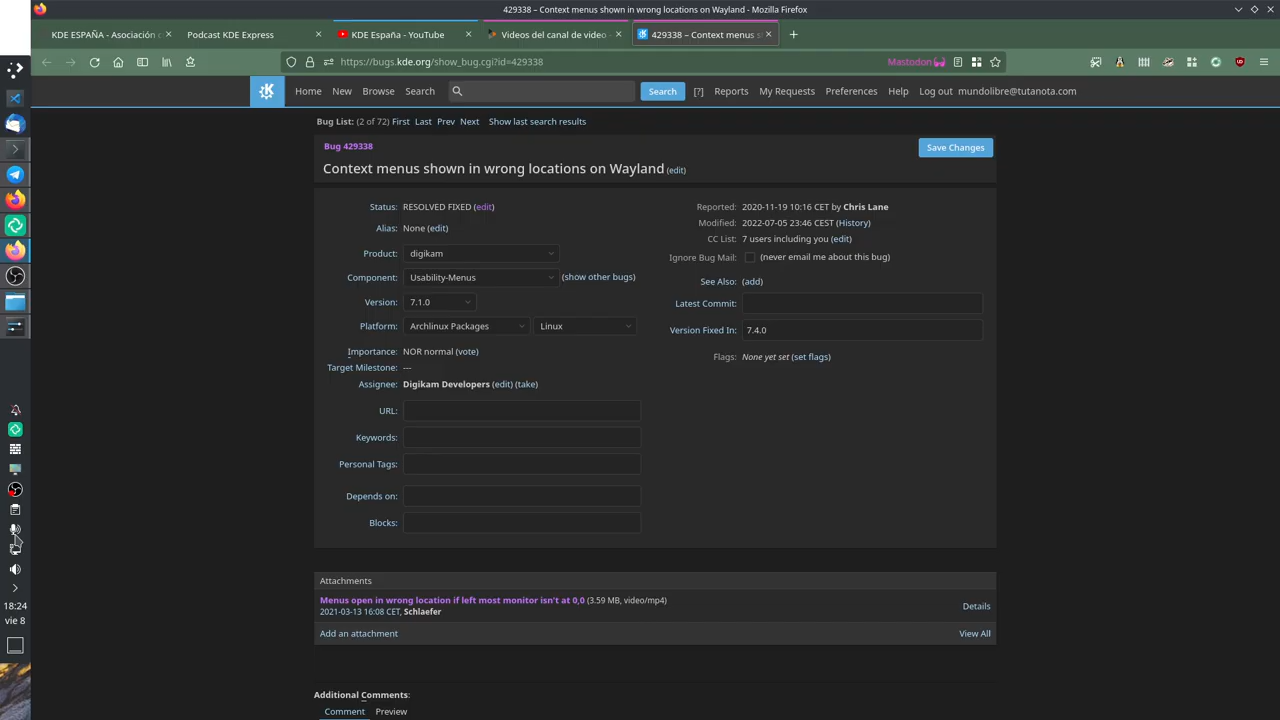 429338 – Context menus shown in wrong locations on Wayland - Mozilla Firefox
KDE ESPAÑA - Asociación
Podcast KDE Express
KDE España - YouTube
Videos del canal de video
429338 – Context menus s
https://bugs.kde.org/show_bug.cgi?id=429338
Mastodon
Home New Browse Search Search [?] Reports My Requests Preferences Help Log out mundolibre@tutanota.com
Bug List: (2 of 72) First Last Prev Next Show last search results
Bug 429338
Save Changes
Context menus shown in wrong locations on Wayland (edit)
Status: RESOLVED FIXED (edit)
Alias: None (edit)
Product: digikam
Component: Usability-Menus (show other bugs)
Version: 7.1.0
Platform: Archlinux Packages Linux
Importance: NOR normal (vote)
Target Milestone: ---
Assignee: Digikam Developers (edit) (take)
URL:
Keywords:
Personal Tags:
Depends on:
Blocks:
Reported: 2020-11-19 10:16 CET by Chris Lane
Modified: 2022-07-05 23:46 CEST (History)
CC List: 7 users including you (edit)
Ignore Bug Mail: (never email me about this bug)
See Also: (add)
Latest Commit:
Version Fixed In: 7.4.0
Flags: None yet set (set flags)
Attachments
Menus open in wrong location if left most monitor isn't at 0,0 (3.59 MB, video/mp4)
2021-03-13 16:08 CET, Schlaefer
Details
Add an attachment
View All
Additional Comments:
Comment Preview
18:24
vie 8